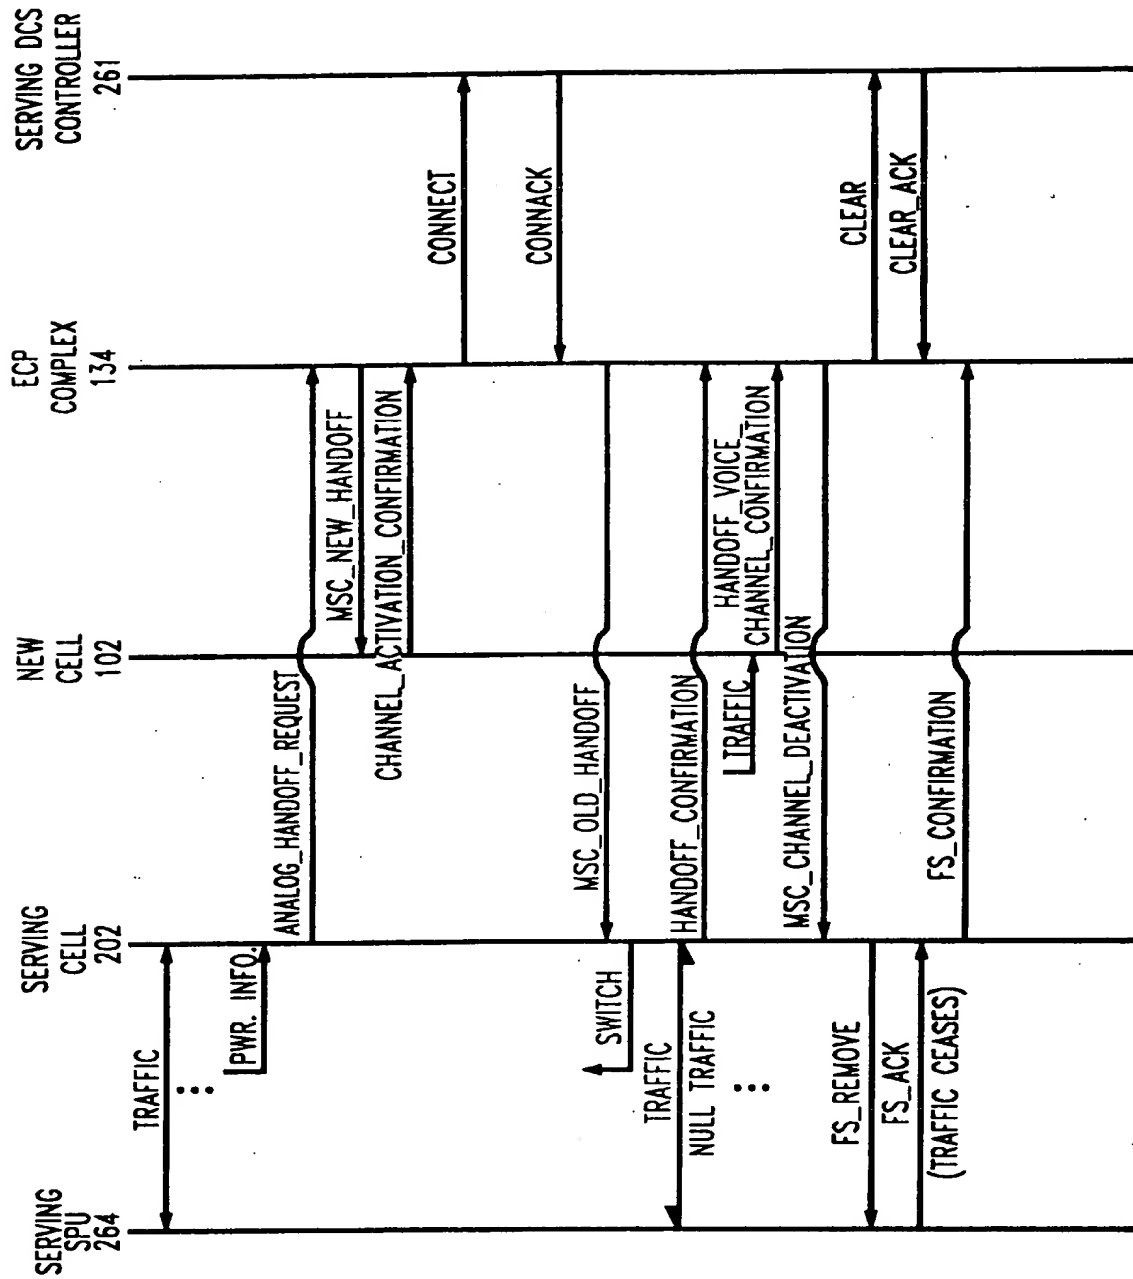 SERVING
SPU
264
SERVING
CELL
202
NEW
CELL
102
ECP
COMPLEX
134
SERVING DCS
CONTROLLER
261
TRAFFIC
PWR. INFO.
ANALOG_HANDOFF_REQUEST
MSC_NEW_HANDOFF
CHANNEL_ACTIVATION_CONFIRMATION
CONNECT
CONNACK
MSC_OLD_HANDOFF
SWITCH
TRAFFIC
NULL TRAFFIC
HANDOFF_CONFIRMATION
TRAFFIC
HANDOFF_VOICE_
CHANNEL_CONFIRMATION
MSC_CHANNEL_DEACTIVATION
FS_REMOVE
CLEAR
FS_ACK
(TRAFFIC CEASES)
CLEAR_ACK
FS_CONFIRMATION